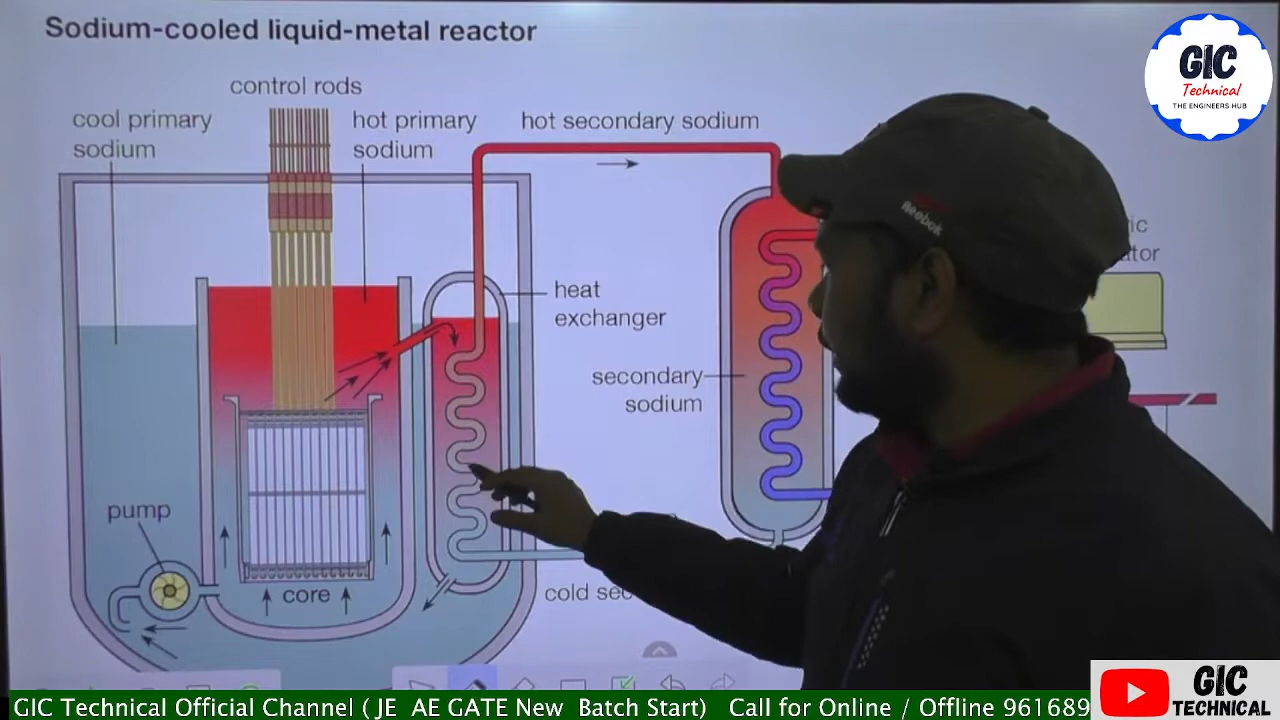 Sodium-cooled liquid-metal reactor
GIC
Technical
THE ENGINEERS HUB
control rods
cool primary
sodium
hot primary
sodium
hot secondary sodium
Reebok
heat
exchanger
secondary
sodium
pump
core
cold
GIC Technical Official Channel ( JE AE GATE New Batch Start) Call for Online / Offline 961689
GIC
TECHNICAL